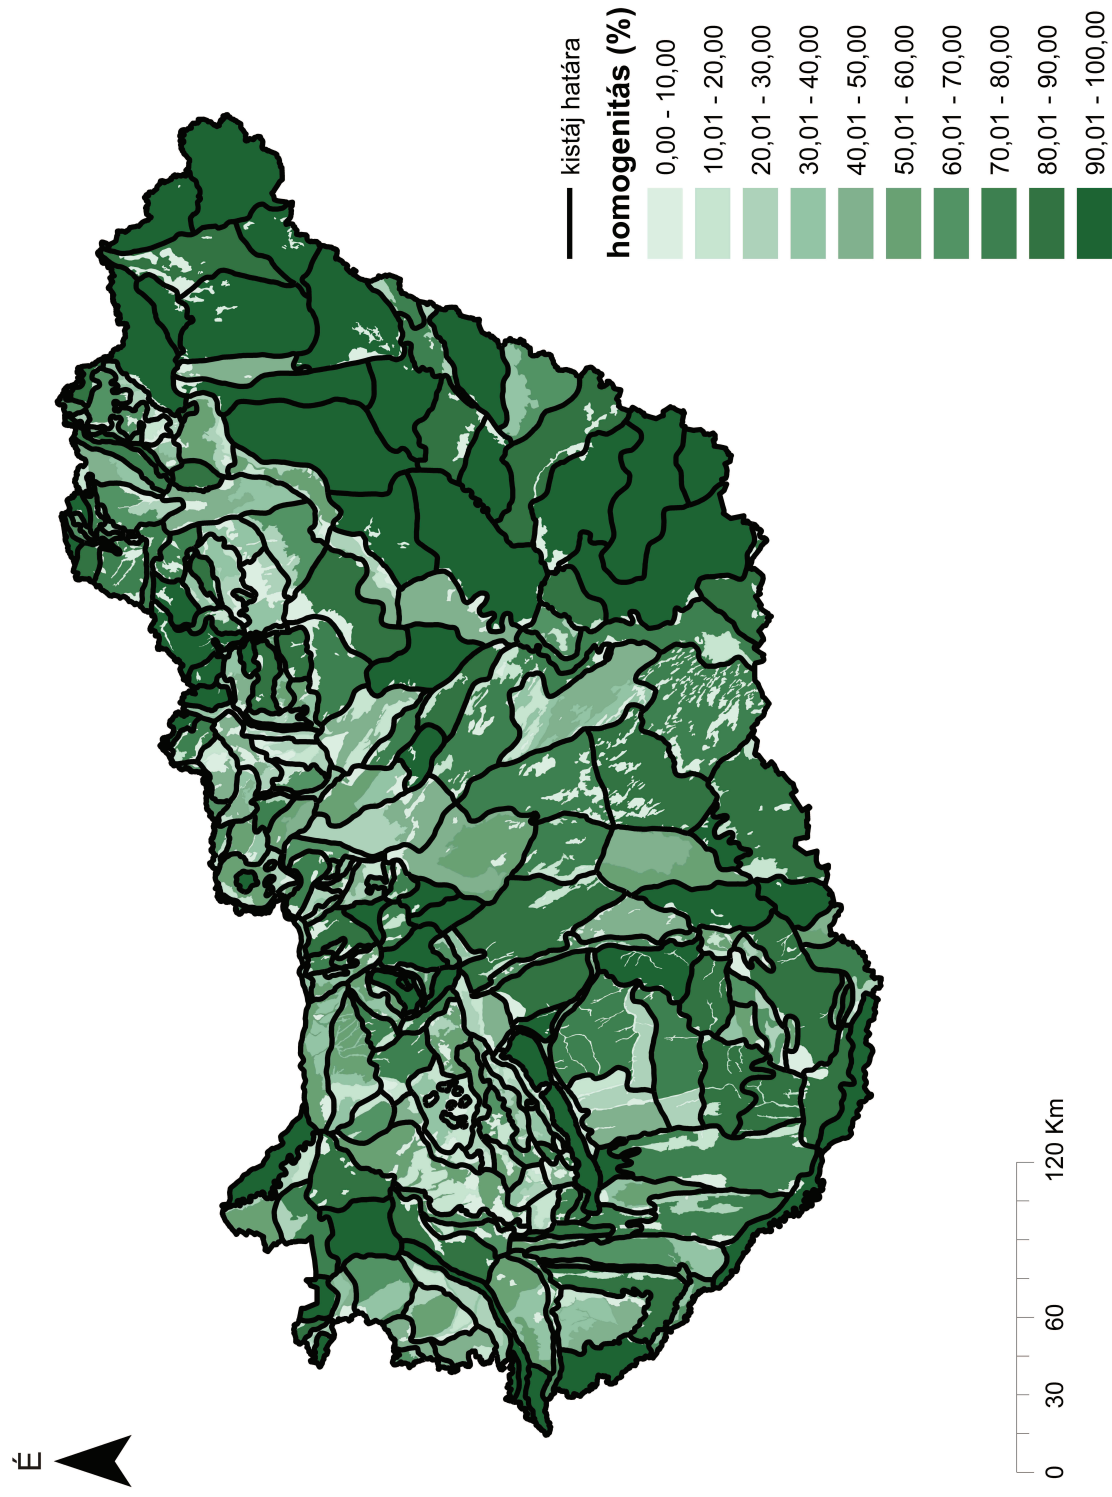 É
kistáj határa
homogenitás (%)
0,00 - 10,00
10,01 - 20,00
20,01 - 30,00
30,01 - 40,00
40,01 - 50,00
50,01 - 60,00
60,01 - 70,00
70,01 - 80,00
80,01 - 90,00
90,01 - 100,00
0 30 60 120 Km